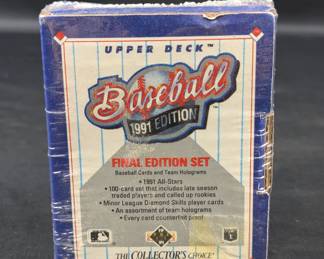 UPPER DECK™
Baseball
1991 EDITION
FINAL EDITION SET
Baseball Cards and Team Holograms
• 1991 All-Stars
• 100-card set that includes late season
traded players and called up rookies
• Minor League Diamond Skills player cards
• An assortment of team holograms
• Every card counterfeit proof
THE COLLECTOR'S CHOICE